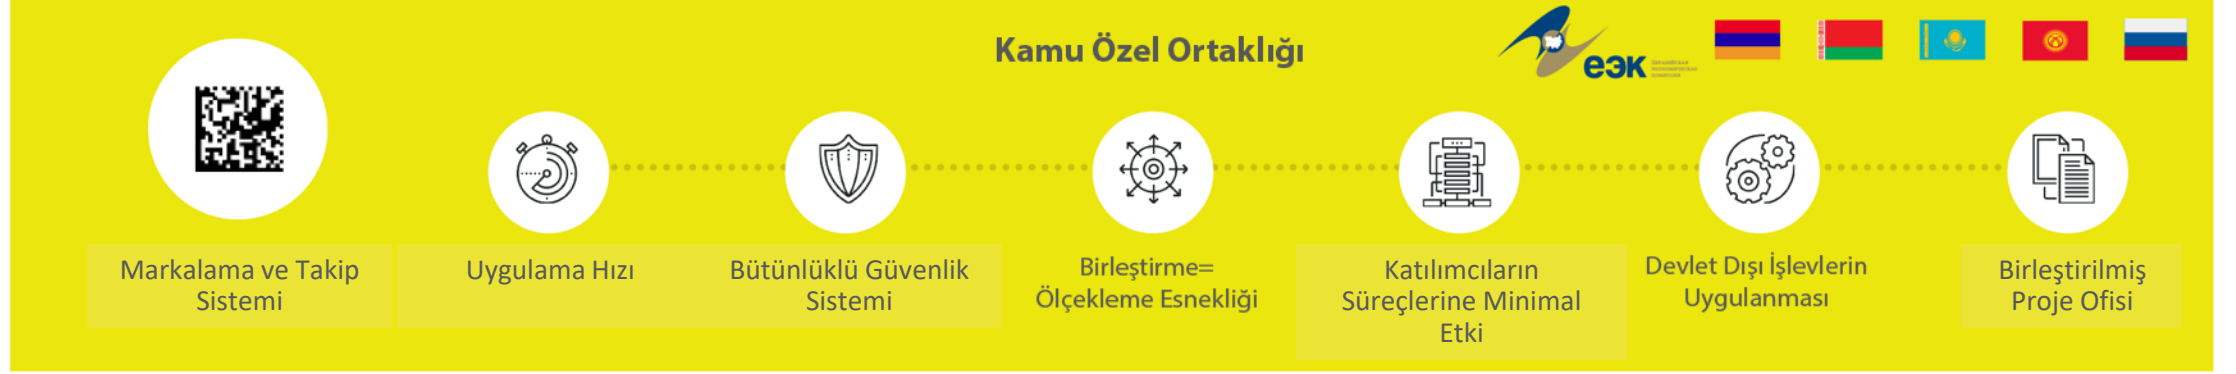 Kamu Özel Ortaklığı
еэк
Markalama ve Takip
Sistemi
Uygulama Hızı
Bütünlüklü Güvenlik
Sistemi
Birleştirme=
Ölçekleme Esnekliği
Katılımcıların
Süreçlerine Minimal
Etki
Devlet Dışı İşlevlerin
Uygulanması
Birleştirilmiş
Proje Ofisi